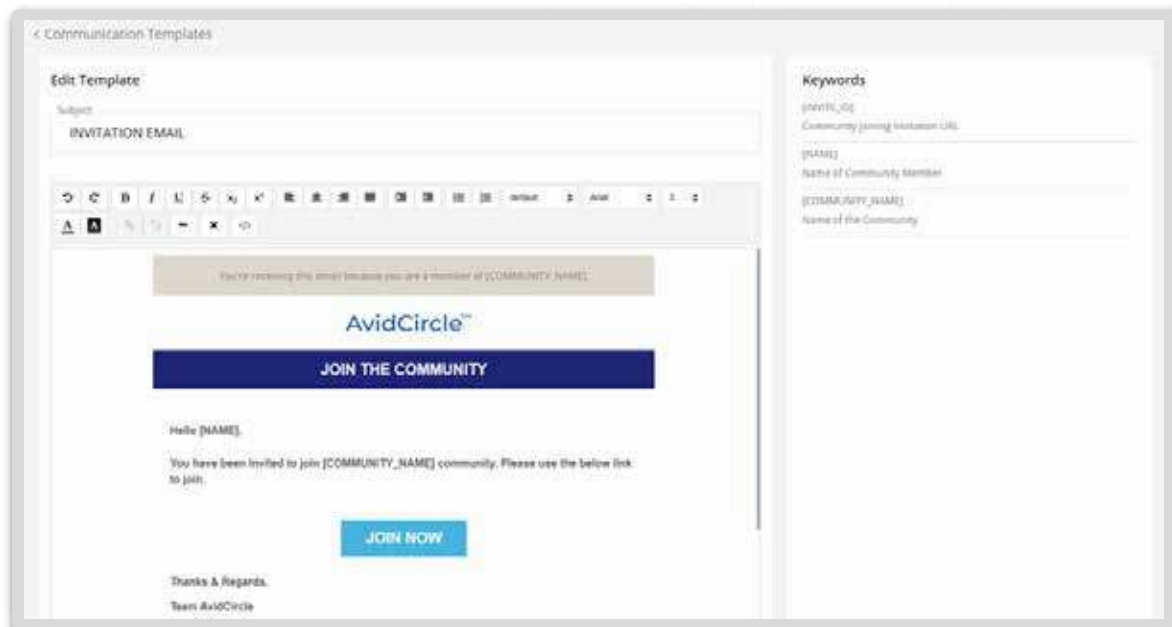 < Communication Templates
Edit Template
Subject
INVITATION EMAIL
Default
Arial
You're receiving this email because you are a member of [COMMUNITY_NAME]
AvidCircle™
JOIN THE COMMUNITY
Hello [NAME],
You have been invited to join [COMMUNITY_NAME] community. Please use the below link
to join.
JOIN NOW
Thanks & Regards,
Team AvidCircle
Keywords
Community Joining Invitation URL
[NAME]
Name of Community Member
[COMMUNITY_NAME]
Name of the Community